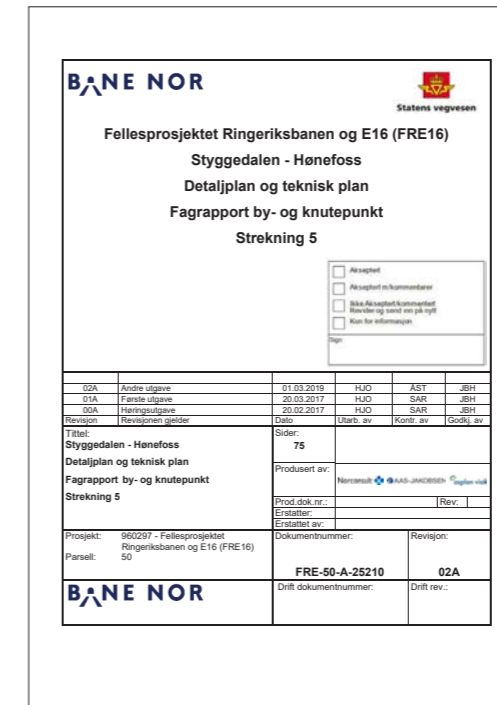 BANE NOR
Statens vegvesen
Fellesprosjektet Ringeriksbanen og E16 (FRE16)
Styggedalen - Hønefoss
Detaljplan og teknisk plan
Fagrapport by- og knutepunkt
Strekning 5
Akseptert
Akseptert m/kommentarer
Ikke Akseptert/kommentert
Revider og send inn på nytt
Kun for informasjon
Sign:
02A Andre utgave 01.03.2019 HJO ÅST JBH
01A Første utgave 20.03.2017 HJO SAR JBH
00A Høringsutgave 20.02.2017 HJO SAR JBH
Revisjon Revisjonen gjelder Dato Utarb. av Kontr. av Godkj. av
Tittel:
Styggedalen - Hønefoss
Detaljplan og teknisk plan
Fagrapport by- og knutepunkt
Strekning 5
Sider:
75
Produsert av:
Norconsult AAS-JAKOBSEN asplan viak
Prod.dok.nr.: Rev:
Erstatter:
Erstattet av:
Prosjekt: 960297 - Fellesprosjektet
Ringeriksbanen og E16 (FRE16)
Parsell: 50
Dokumentnummer: Revisjon:
FRE-50-A-25210 02A
BANE NOR
Drift dokumentnummer: Drift rev.: